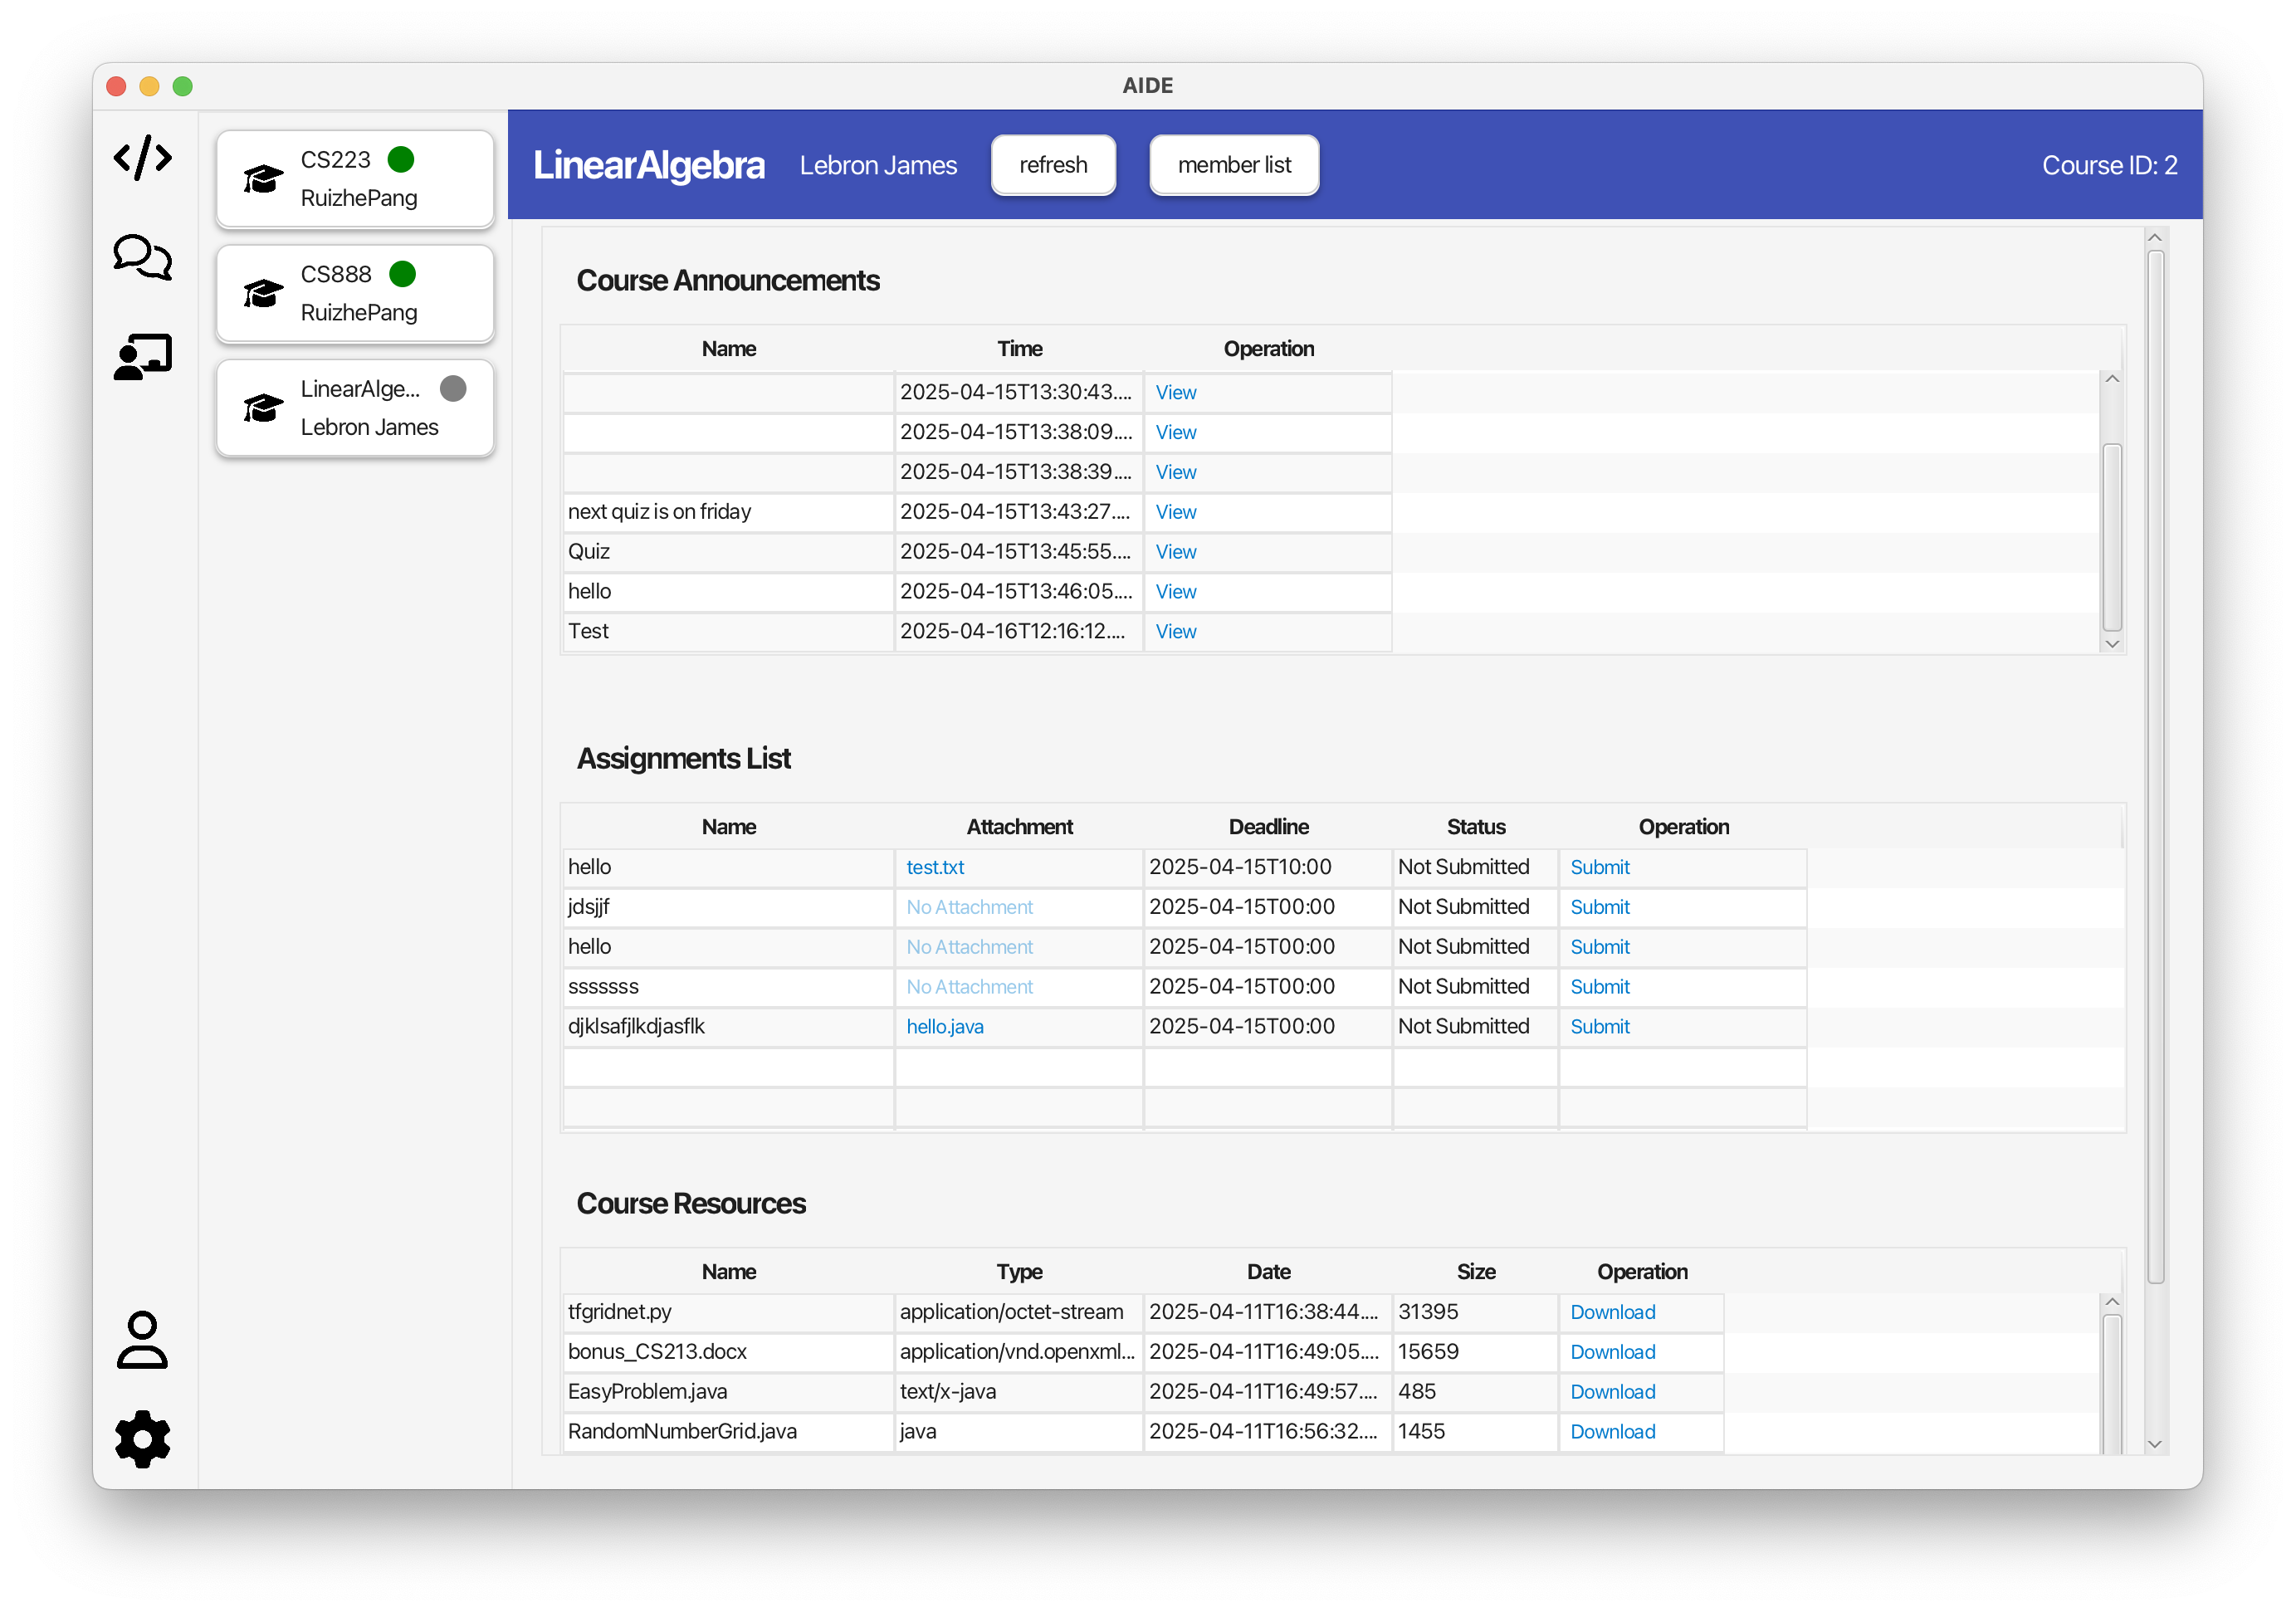 AIDE
CS223
RuizhePang
CS888
RuizhePang
LinearAlge...
Lebron James
LinearAlgebra Lebron James refresh member list Course ID: 2
Course Announcements
Name Time Operation
2025-04-15T13:30:43.... View
2025-04-15T13:38:09.... View
2025-04-15T13:38:39.... View
next quiz is on friday 2025-04-15T13:43:27.... View
Quiz 2025-04-15T13:45:55.... View
hello 2025-04-15T13:46:05.... View
Test 2025-04-16T12:16:12.... View
Assignments List
Name Attachment Deadline Status Operation
hello test.txt 2025-04-15T10:00 Not Submitted Submit
jdsjjf No Attachment 2025-04-15T00:00 Not Submitted Submit
hello No Attachment 2025-04-15T00:00 Not Submitted Submit
sssssss No Attachment 2025-04-15T00:00 Not Submitted Submit
djklsafjlkdjasflk hello.java 2025-04-15T00:00 Not Submitted Submit
Course Resources
Name Type Date Size Operation
tfgridnet.py application/octet-stream 2025-04-11T16:38:44.... 31395 Download
bonus_CS213.docx application/vnd.openxml... 2025-04-11T16:49:05.... 15659 Download
EasyProblem.java text/x-java 2025-04-11T16:49:57.... 485 Download
RandomNumberGrid.java java 2025-04-11T16:56:32.... 1455 Download